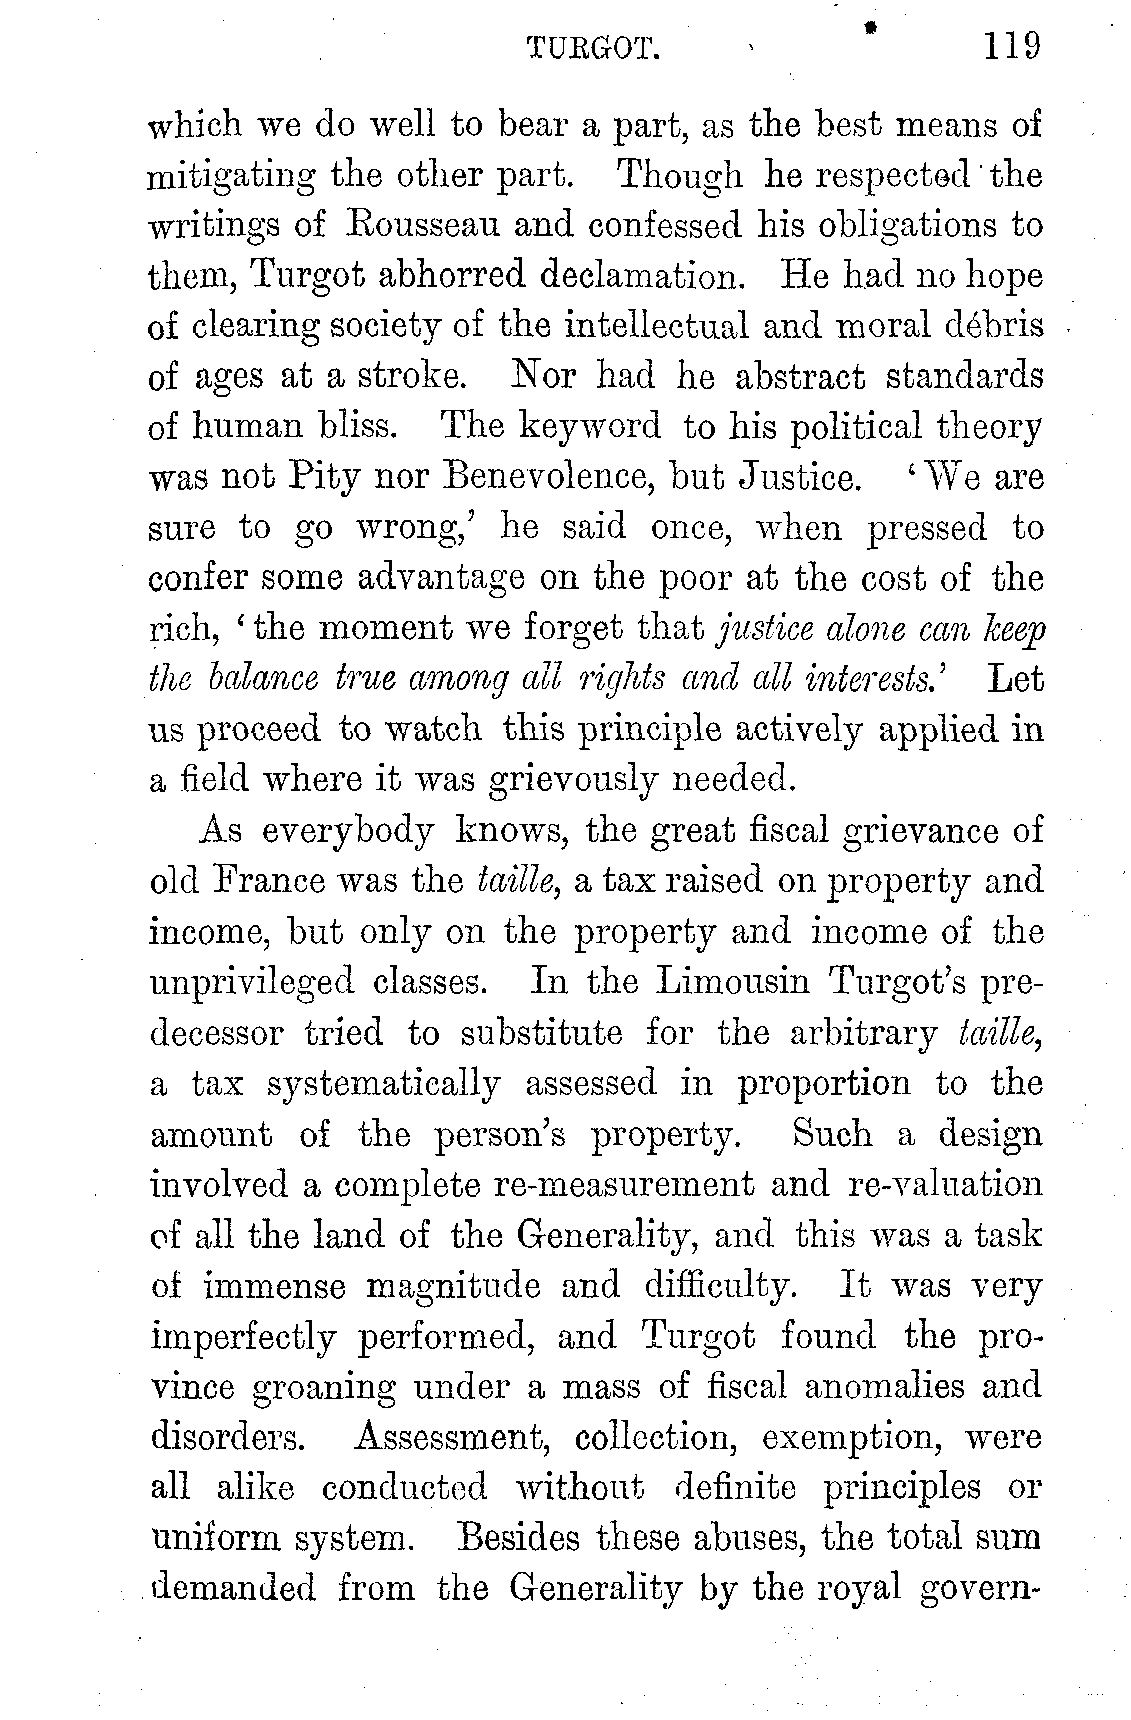 TURGOT. 119
which we do well to bear a part, as the best means of
mitigating the other part. Though he respected the
writings of Rousseau and confessed his obligations to
them, Turgot abhorred declamation. He had no hope
of clearing society of the intellectual and moral débris
of ages at a stroke. Nor had he abstract standards
of human bliss. The keyword to his political theory
was not Pity nor Benevolence, but Justice. ‘We are
sure to go wrong,’ he said once, when pressed to
confer some advantage on the poor at the cost of the
rich, ‘the moment we forget that justice alone can keep
the balance true among all rights and all interests.’ Let
us proceed to watch this principle actively applied in
a field where it was grievously needed.
As everybody knows, the great fiscal grievance of
old France was the taille, a tax raised on property and
income, but only on the property and income of the
unprivileged classes. In the Limousin Turgot’s pre-
decessor tried to substitute for the arbitrary taille,
a tax systematically assessed in proportion to the
amount of the person’s property. Such a design
involved a complete re-measurement and re-valuation
of all the land of the Generality, and this was a task
of immense magnitude and difficulty. It was very
imperfectly performed, and Turgot found the pro-
vince groaning under a mass of fiscal anomalies and
disorders. Assessment, collection, exemption, were
all alike conducted without definite principles or
uniform system. Besides these abuses, the total sum
demanded from the Generality by the royal govern-